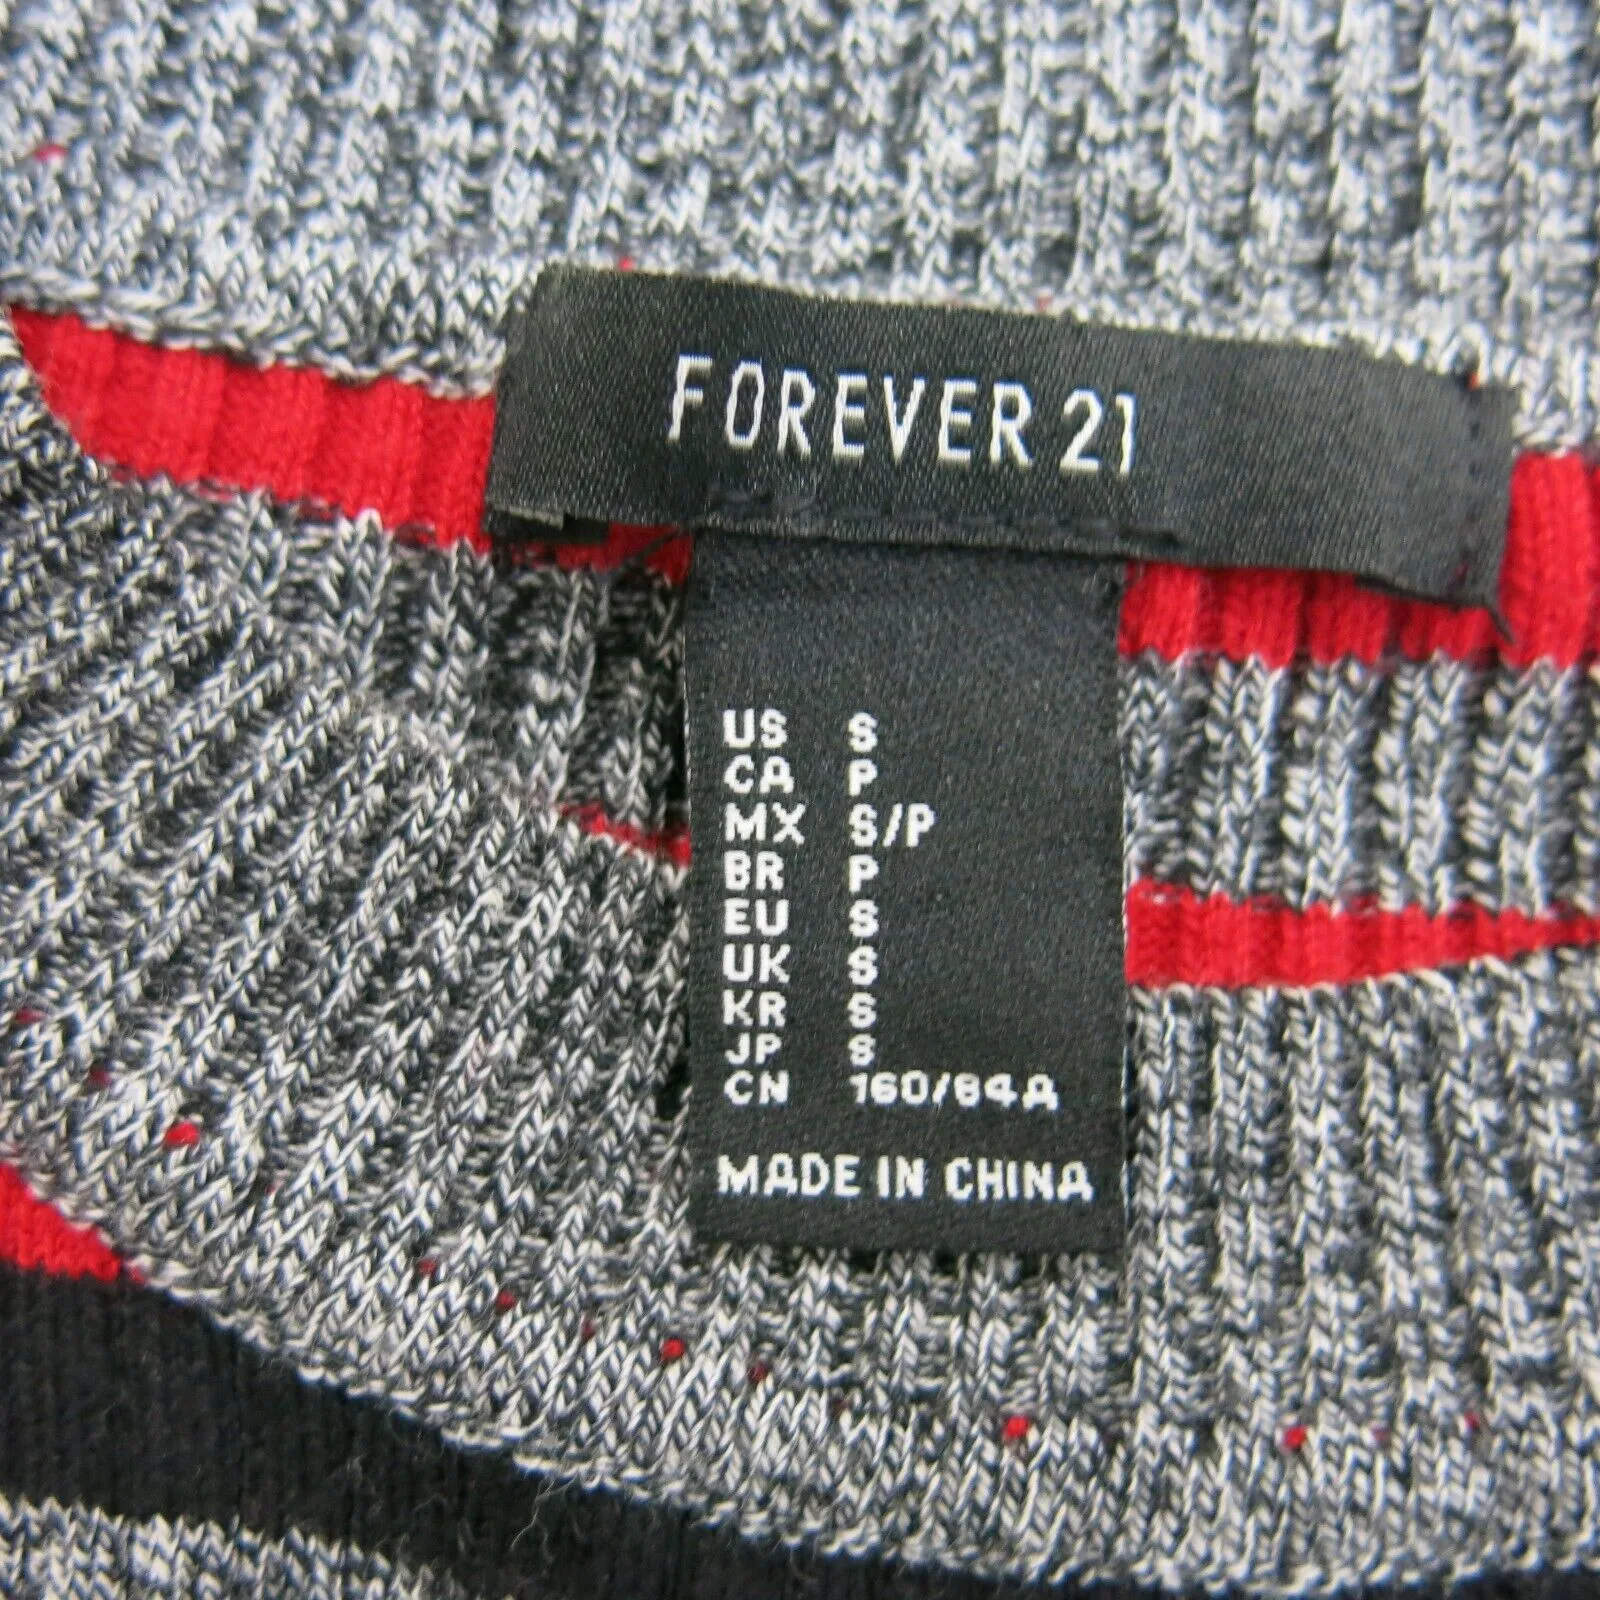 FOREVER 21
US S
CA P
MX S/P
BR P
EU S
UK S
KR S
JP S
CN 160/84A
MADE IN CHINA